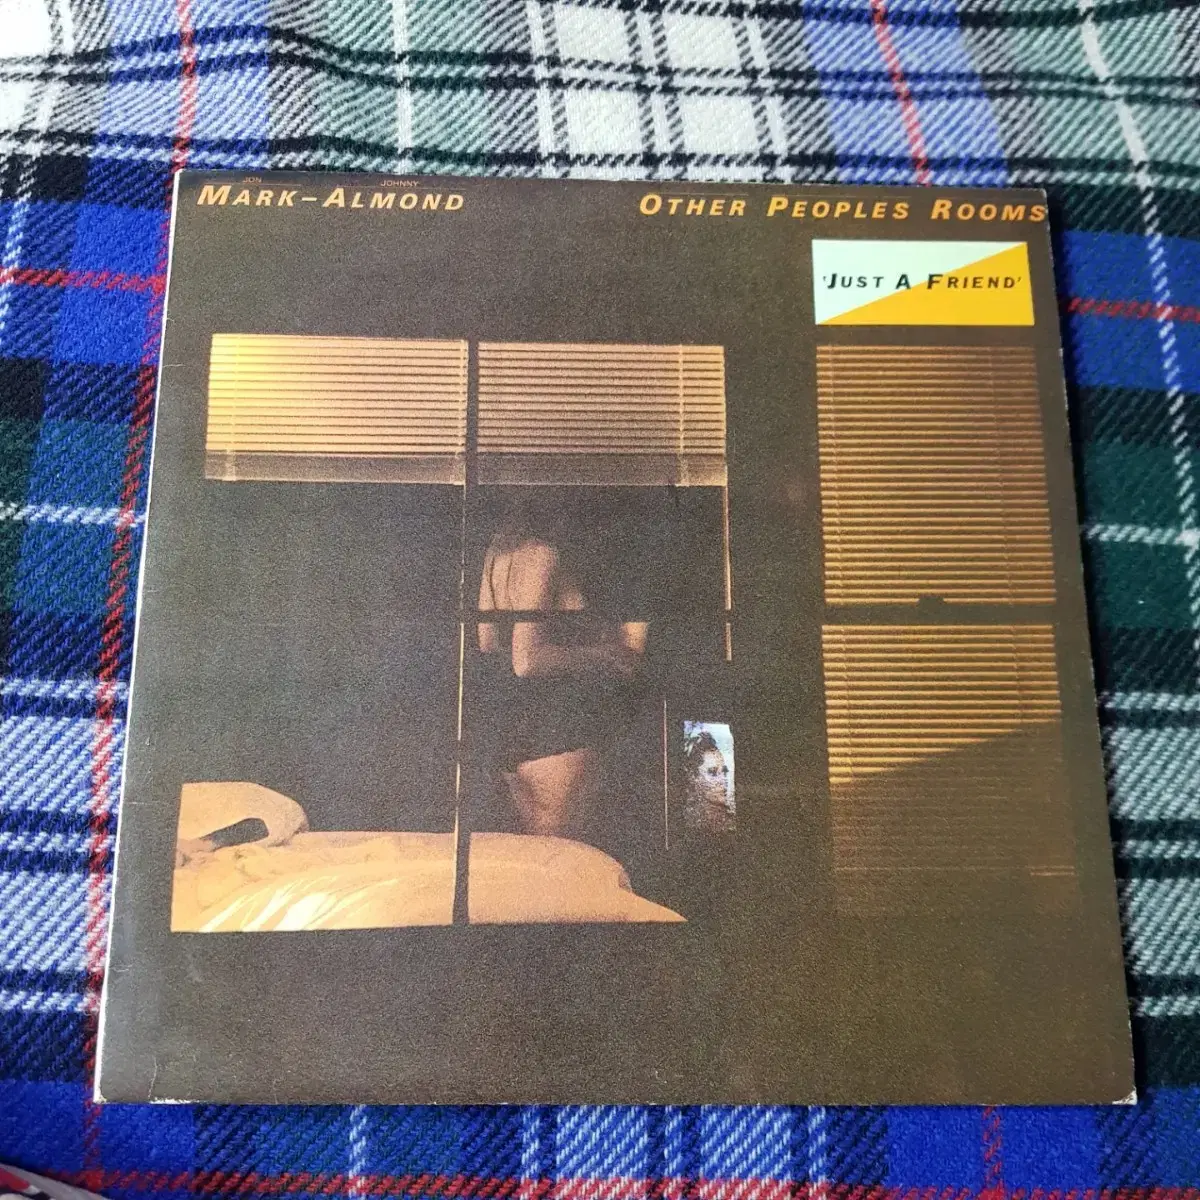 JON JOHNNY
MARK-ALMOND OTHER PEOPLES ROOMS
'JUST A FRIEND'